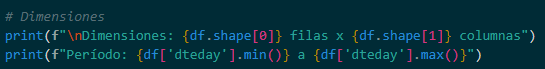 # Dimensiones
print(f"\nDimensiones: {df.shape[0]} filas x {df.shape[1]} columnas")
print(f"Período: {df['dteday'].min()} a {df['dteday'].max()}")